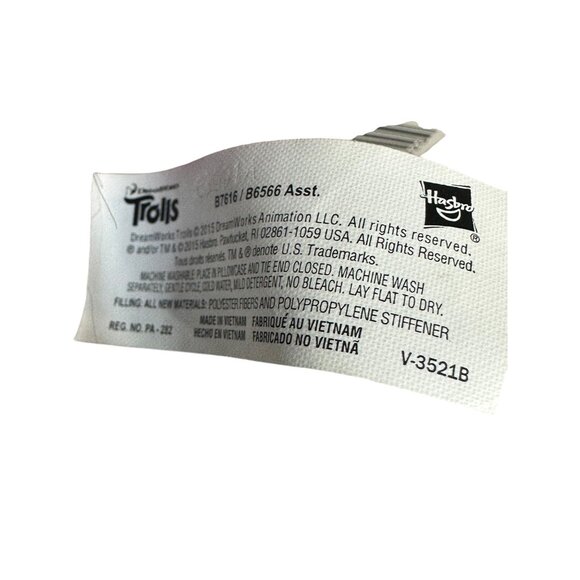 DreamWorks
Trolls
B7616 / B6566 Asst.
Hasbro
®
DreamWorks Trolls © 2015 DreamWorks Animation LLC. All rights reserved.
® and/or TM & © 2015 Hasbro, Pawtucket, RI 02861-1059 USA. All Rights Reserved.
Tous droits réservés. TM & ® denote U.S. Trademarks.
MACHINE WASHABLE PLACE IN PILLOWCASE AND TIE END CLOSED. MACHINE WASH
SEPARATELY, GENTLE CYCLE, COLD WATER, MILD DETERGENT, NO BLEACH. LAY FLAT TO DRY.
FILLING: ALL NEW MATERIALS: POLYESTER FIBERS AND POLYPROPYLENE STIFFENER
REG. NO. PA - 282
MADE IN VIETNAM FABRIQUÉ AU VIETNAM
HECHO EN VIETNAM FABRICADO NO VIETNÃ
V-3521B